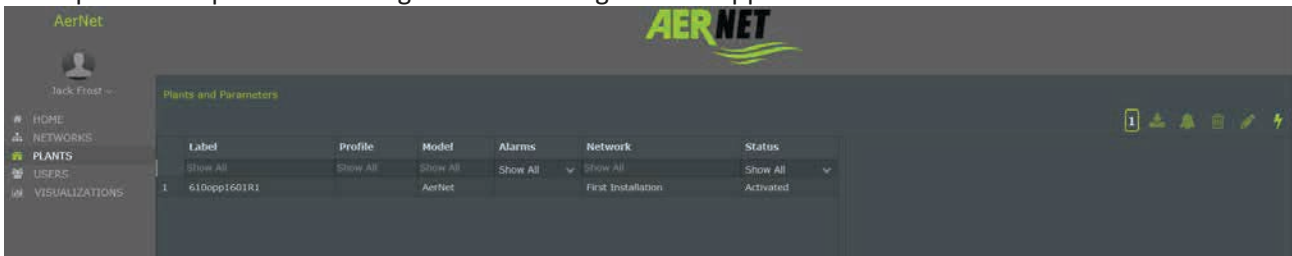 AerNet
AERNET
Jack Frost
Plants and Parameters
1
HOME
NETWORKS
PLANTS
USERS
VISUALIZATIONS
Label Profile Model Alarms Network Status
Show All Show All Show All Show All Show All Show All
1 610opp1601R1 AerNet First Installation Activated